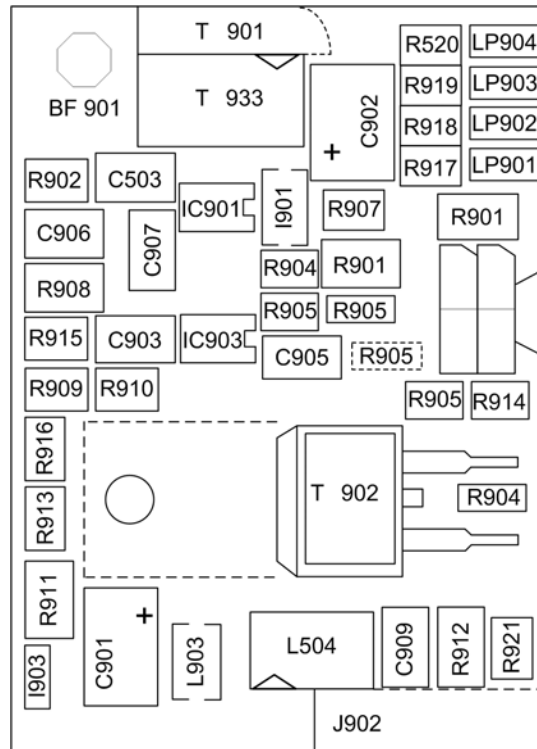 T 901
R520 LP904
T 933
R919 LP903
BF 901
C902
R918 LP902
+
R917 LP901
R902 C503
IC901 I901 R907 R901
C906 C907
R904 R901
R908
R905 R905
R915 C903 IC903
C905 R905
R909 R910
R905 R914
R916
T 902 R904
R913
R911
+
C901 L903 L504 C909 R912 R921
I903
J902